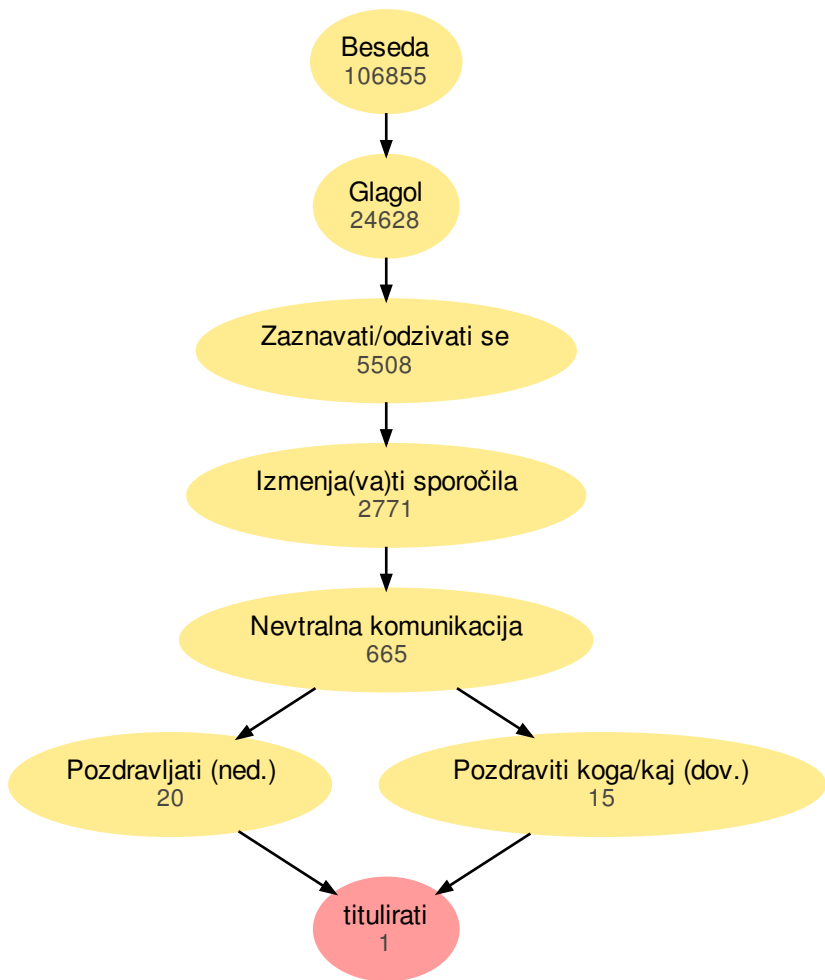 Beseda
106855
Glagol
24628
Zaznavati/odzivati se
5508
Izmenja(va)ti sporočila
2771
Nevtralna komunikacija
665
Pozdravljati (ned.)
20
Pozdraviti koga/kaj (dov.)
15
titulirati
1